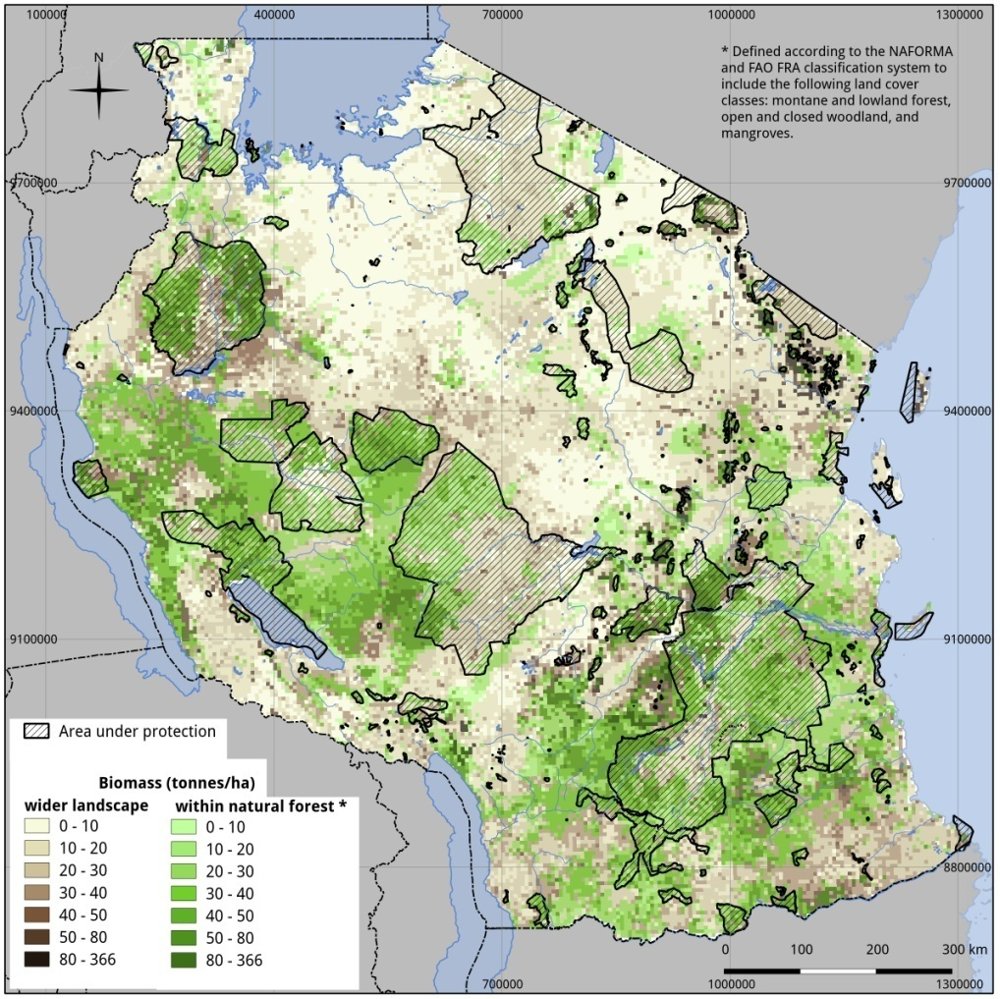 100000 400000 700000 1000000 1300000
* Defined according to the NAFORMA
and FAO FRA classification system to
include the following land cover
classes: montane and lowland forest,
open and closed woodland, and
mangroves.
N
9700000 9700000
9400000 9400000
9100000 9100000
8800000
Area under protection
Biomass (tonnes/ha)
wider landscape within natural forest *
0 - 10 0 - 10
10 - 20 10 - 20
20 - 30 20 - 30
30 - 40 30 - 40
40 - 50 40 - 50
50 - 80 50 - 80
80 - 366 80 - 366
0 100 200 300 km
700000 1000000 1300000